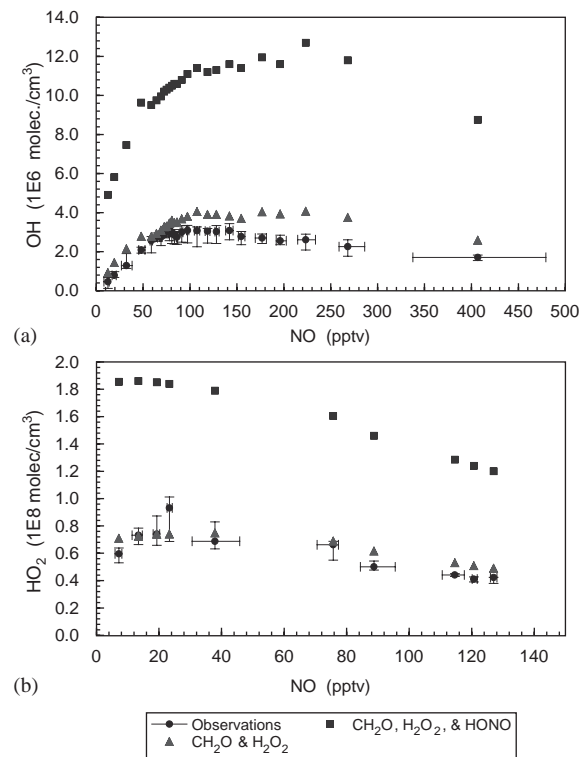 14.0
12.0
10.0
8.0
6.0
4.0
2.0
0.0
OH (1E6 molec./cm³)
0 50 100 150 200 250 300 350 400 450 500
NO (pptv)
(a)
2.0
1.8
1.6
1.4
1.2
1.0
0.8
0.6
0.4
0.2
0.0
HO₂ (1E8 molec/cm³)
0 20 40 60 80 100 120 140
NO (pptv)
(b)
Observations
CH₂O, H₂O₂, & HONO
CH₂O & H₂O₂